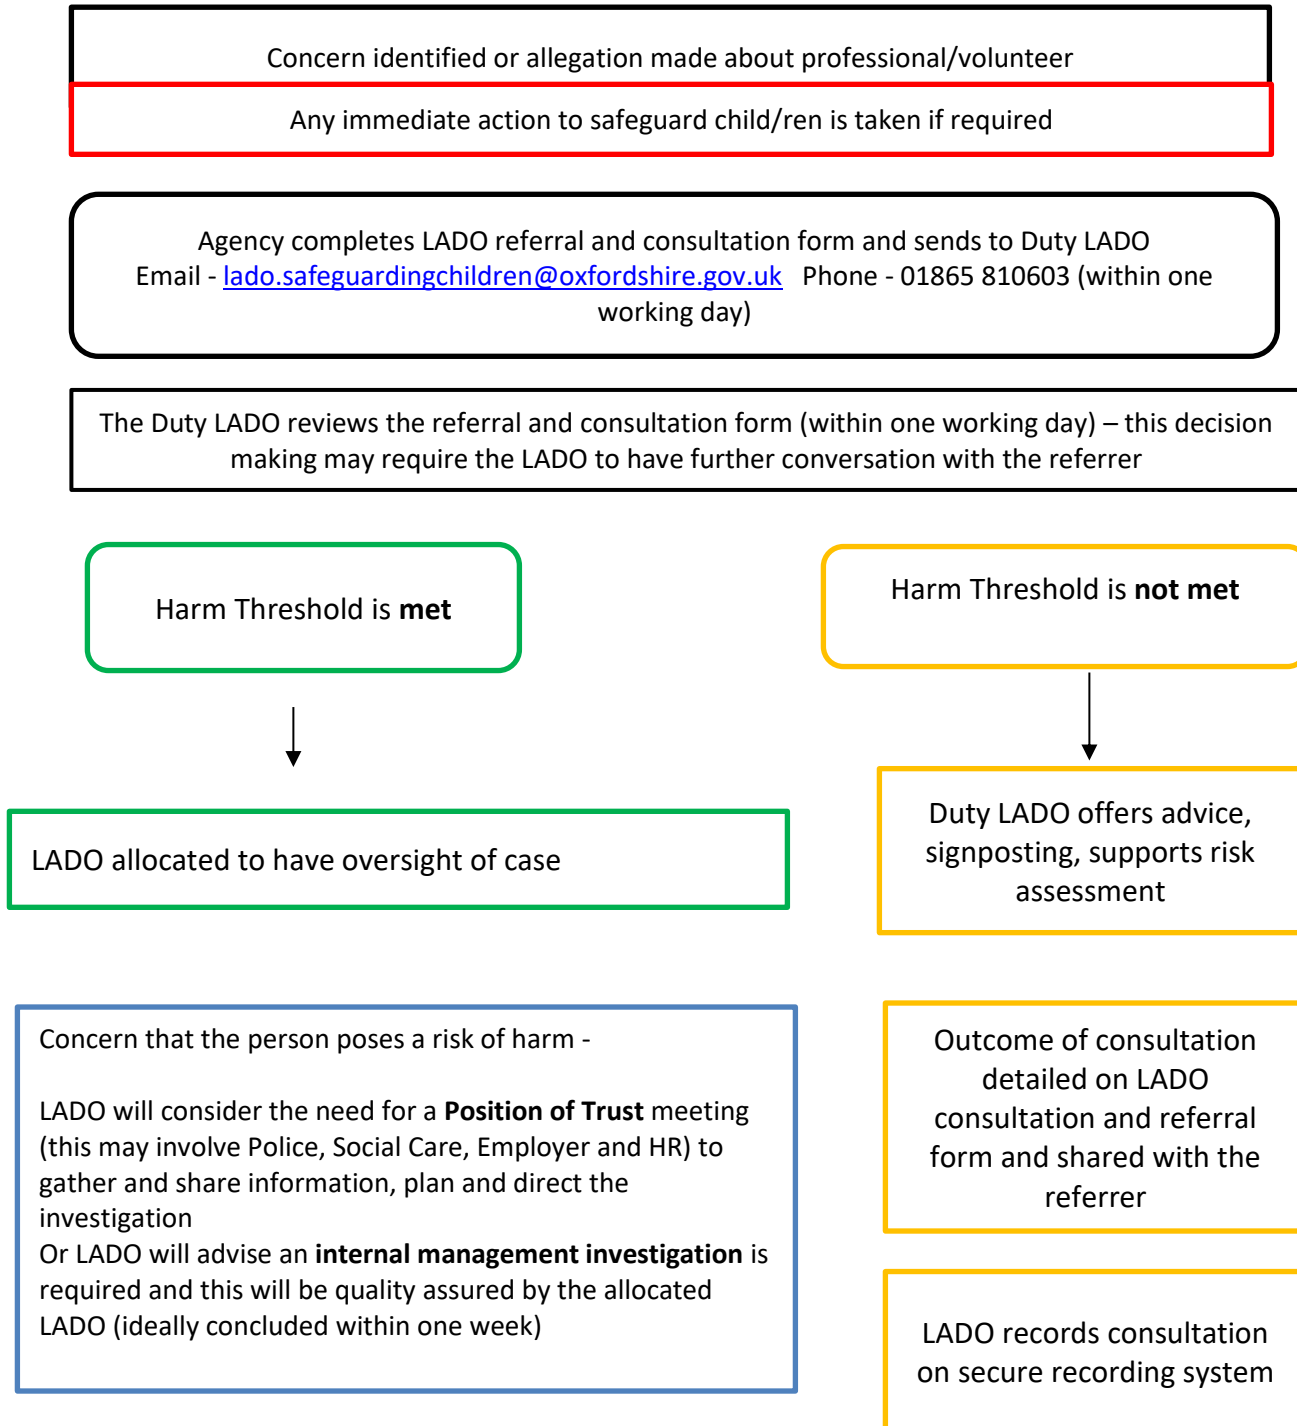 Concern identified or allegation made about professional/volunteer
Any immediate action to safeguard child/ren is taken if required
Agency completes LADO referral and consultation form and sends to Duty LADO
Email - lado.safeguardingchildren@oxfordshire.gov.uk Phone - 01865 810603 (within one
working day)
The Duty LADO reviews the referral and consultation form (within one working day) – this decision
making may require the LADO to have further conversation with the referrer
Harm Threshold is met
Harm Threshold is not met
LADO allocated to have oversight of case
Duty LADO offers advice,
signposting, supports risk
assessment
Concern that the person poses a risk of harm -
LADO will consider the need for a Position of Trust meeting
(this may involve Police, Social Care, Employer and HR) to
gather and share information, plan and direct the
investigation
Or LADO will advise an internal management investigation is
required and this will be quality assured by the allocated
LADO (ideally concluded within one week)
Outcome of consultation
detailed on LADO
consultation and referral
form and shared with the
referrer
LADO records consultation
on secure recording system